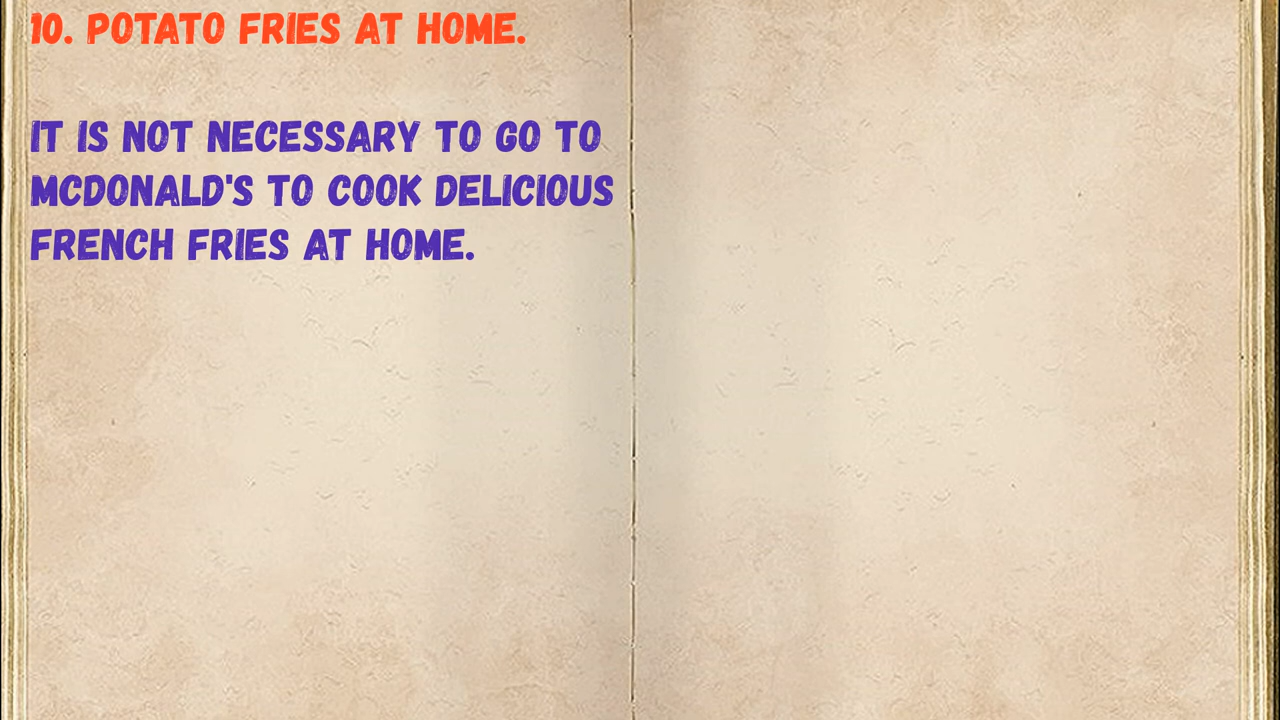 10. POTATO FRIES AT HOME.
IT IS NOT NECESSARY TO GO TO
MCDONALD'S TO COOK DELICIOUS
FRENCH FRIES AT HOME.